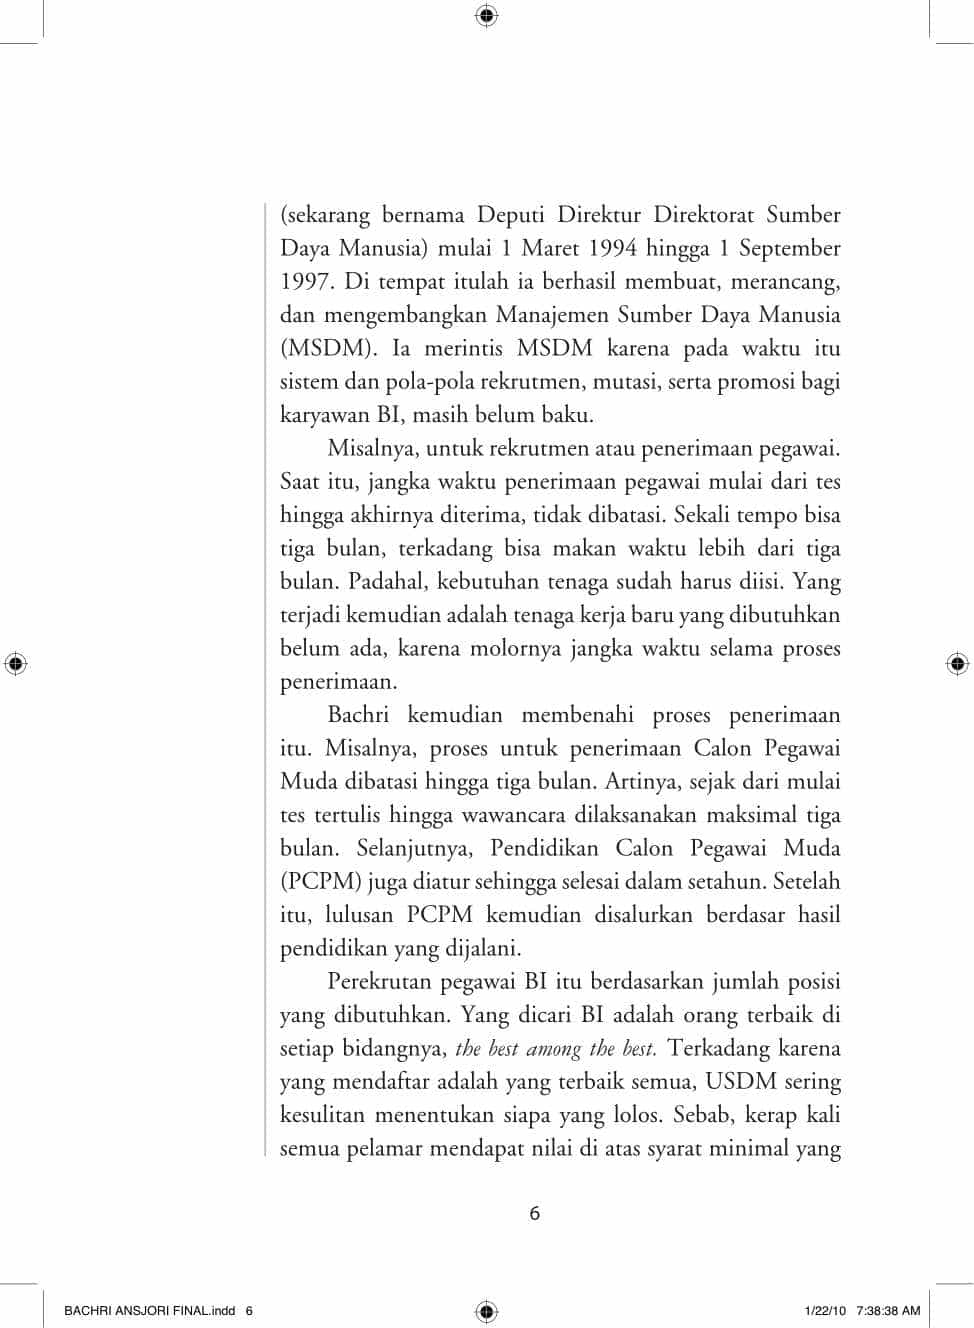 (sekarang bernama Deputi Direktur Direktorat Sumber
Daya Manusia) mulai 1 Maret 1994 hingga 1 September
1997. Di tempat itulah ia berhasil membuat, merancang,
dan mengembangkan Manajemen Sumber Daya Manusia
(MSDM). Ia merintis MSDM karena pada waktu itu
sistem dan pola-pola rekrutmen, mutasi, serta promosi bagi
karyawan BI, masih belum baku.
Misalnya, untuk rekrutmen atau penerimaan pegawai.
Saat itu, jangka waktu penerimaan pegawai mulai dari tes
hingga akhirnya diterima, tidak dibatasi. Sekali tempo bisa
tiga bulan, terkadang bisa makan waktu lebih dari tiga
bulan. Padahal, kebutuhan tenaga sudah harus diisi. Yang
terjadi kemudian adalah tenaga kerja baru yang dibutuhkan
belum ada, karena molornya jangka waktu selama proses
penerimaan.
Bachri kemudian membenahi proses penerimaan
itu. Misalnya, proses untuk penerimaan Calon Pegawai
Muda dibatasi hingga tiga bulan. Artinya, sejak dari mulai
tes tertulis hingga wawancara dilaksanakan maksimal tiga
bulan. Selanjutnya, Pendidikan Calon Pegawai Muda
(PCPM) juga diatur sehingga selesai dalam setahun. Setelah
itu, lulusan PCPM kemudian disalurkan berdasar hasil
pendidikan yang dijalani.
Perekrutan pegawai BI itu berdasarkan jumlah posisi
yang dibutuhkan. Yang dicari BI adalah orang terbaik di
setiap bidangnya, the best among the best. Terkadang karena
yang mendaftar adalah yang terbaik semua, USDM sering
kesulitan menentukan siapa yang lolos. Sebab, kerap kali
semua pelamar mendapat nilai di atas syarat minimal yang
6
BACHRI ANSJORI FINAL.indd 6
1/22/10 7:38:38 AM